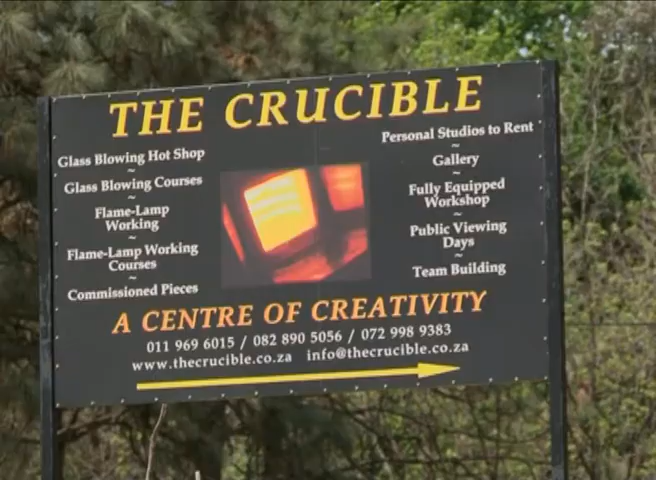 THE CRUCIBLE
Glass Blowing Hot Shop
~
Glass Blowing Courses
~
Flame-Lamp
Working
~
Flame-Lamp Working
Courses
~
Commissioned Pieces
Personal Studios to Rent
~
Gallery
~
Fully Equipped
Workshop
~
Public Viewing
Days
~
Team Building
A CENTRE OF CREATIVITY
011 969 6015 / 082 890 5056 / 072 998 9383
www.thecrucible.co.za info@thecrucible.co.za